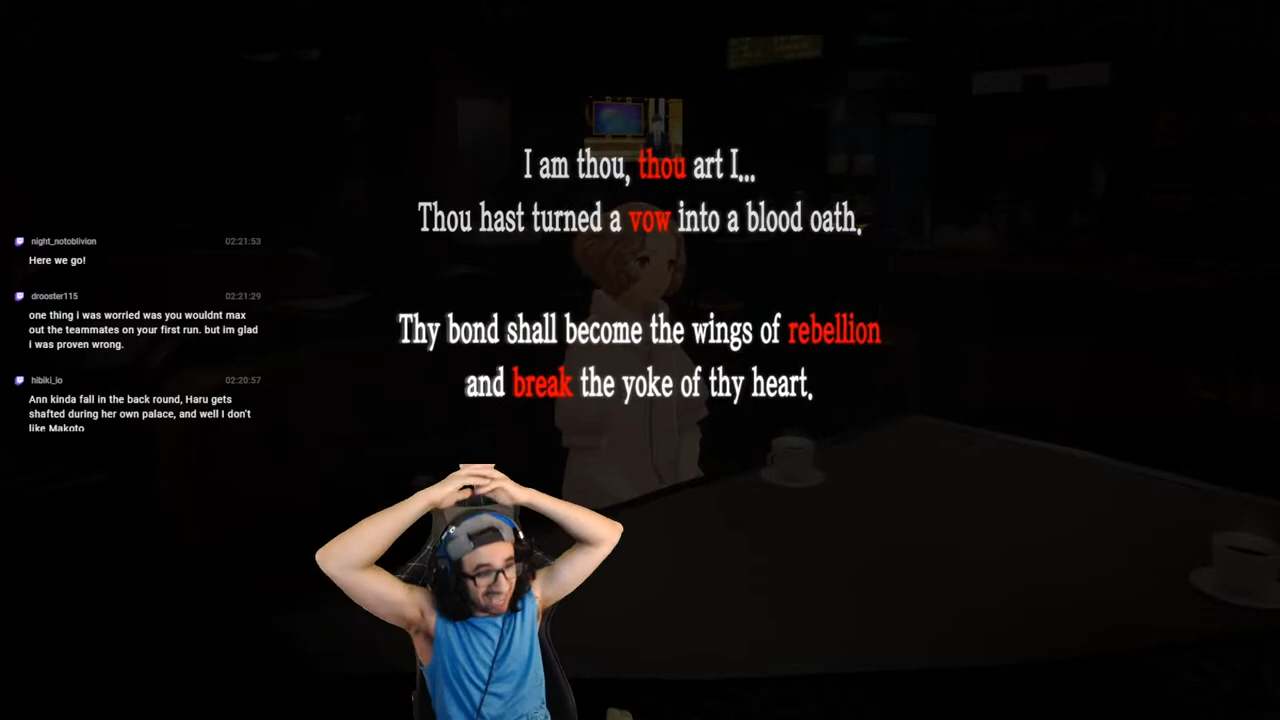 I am thou, thou art I...
Thou hast turned a vow into a blood oath.
Thy bond shall become the wings of rebellion
and break the yoke of thy heart.
night_notoblivion 02:21:53
Here we go!
drooster115 02:21:29
one thing i was worried was you wouldnt max
out the teammates on your first run. but im glad
i was proven wrong.
hibiki_io 02:20:57
Ann kinda fall in the back round, Haru gets
shafted during her own palace, and well I don't
like Makoto